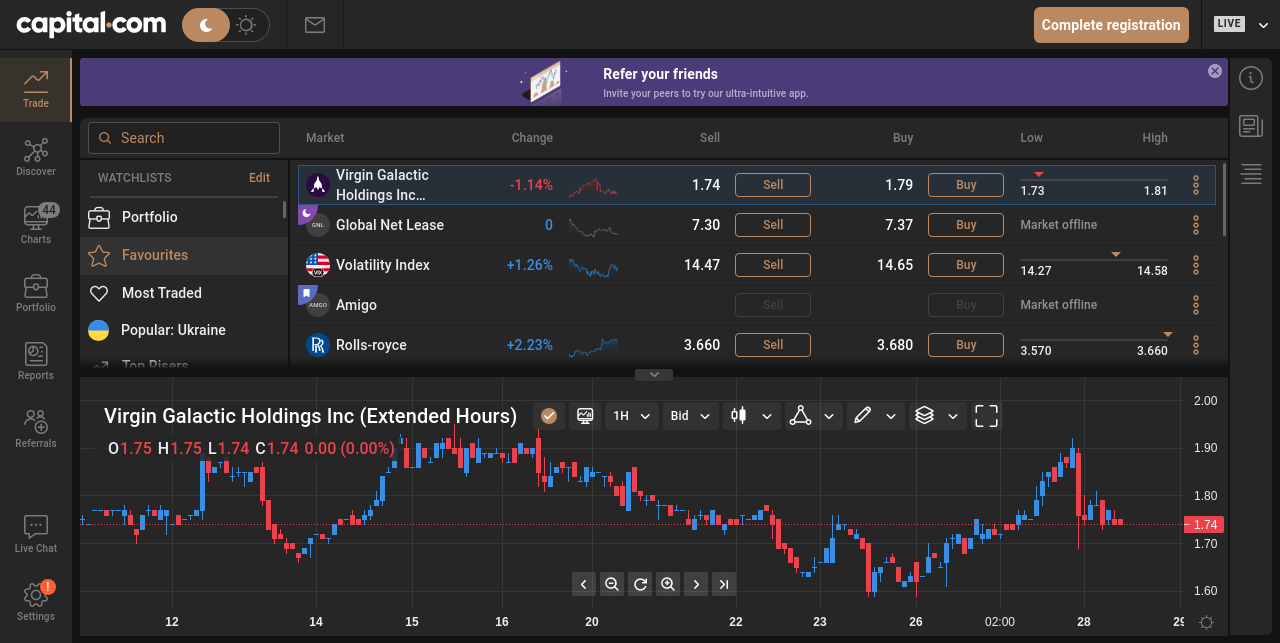 capital.com
Complete registration
LIVE
Trade
Discover
44
Charts
Portfolio
Reports
Referrals
Live Chat
!
Settings
Refer your friends
Invite your peers to try our ultra-intuitive app.
Search
Market Change Sell Buy Low High
WATCHLISTS Edit
Portfolio
Favourites
Most Traded
Popular: Ukraine
Top Risers
Virgin Galactic
Holdings Inc... -1.14% 1.74 Sell 1.79 Buy 1.73 1.81
GNL Global Net Lease 0 7.30 Sell 7.37 Buy Market offline
VIX Volatility Index +1.26% 14.47 Sell 14.65 Buy 14.27 14.58
AMGO Amigo Sell Buy Market offline
RR Rolls-royce +2.23% 3.660 Sell 3.680 Buy 3.570 3.660
Virgin Galactic Holdings Inc (Extended Hours) 1H Bid
O1.75 H1.75 L1.74 C1.74 0.00 (0.00%)
2.00
1.90
1.80
1.74
1.70
1.60
12 14 15 16 20 22 23 26 02:00 28 29